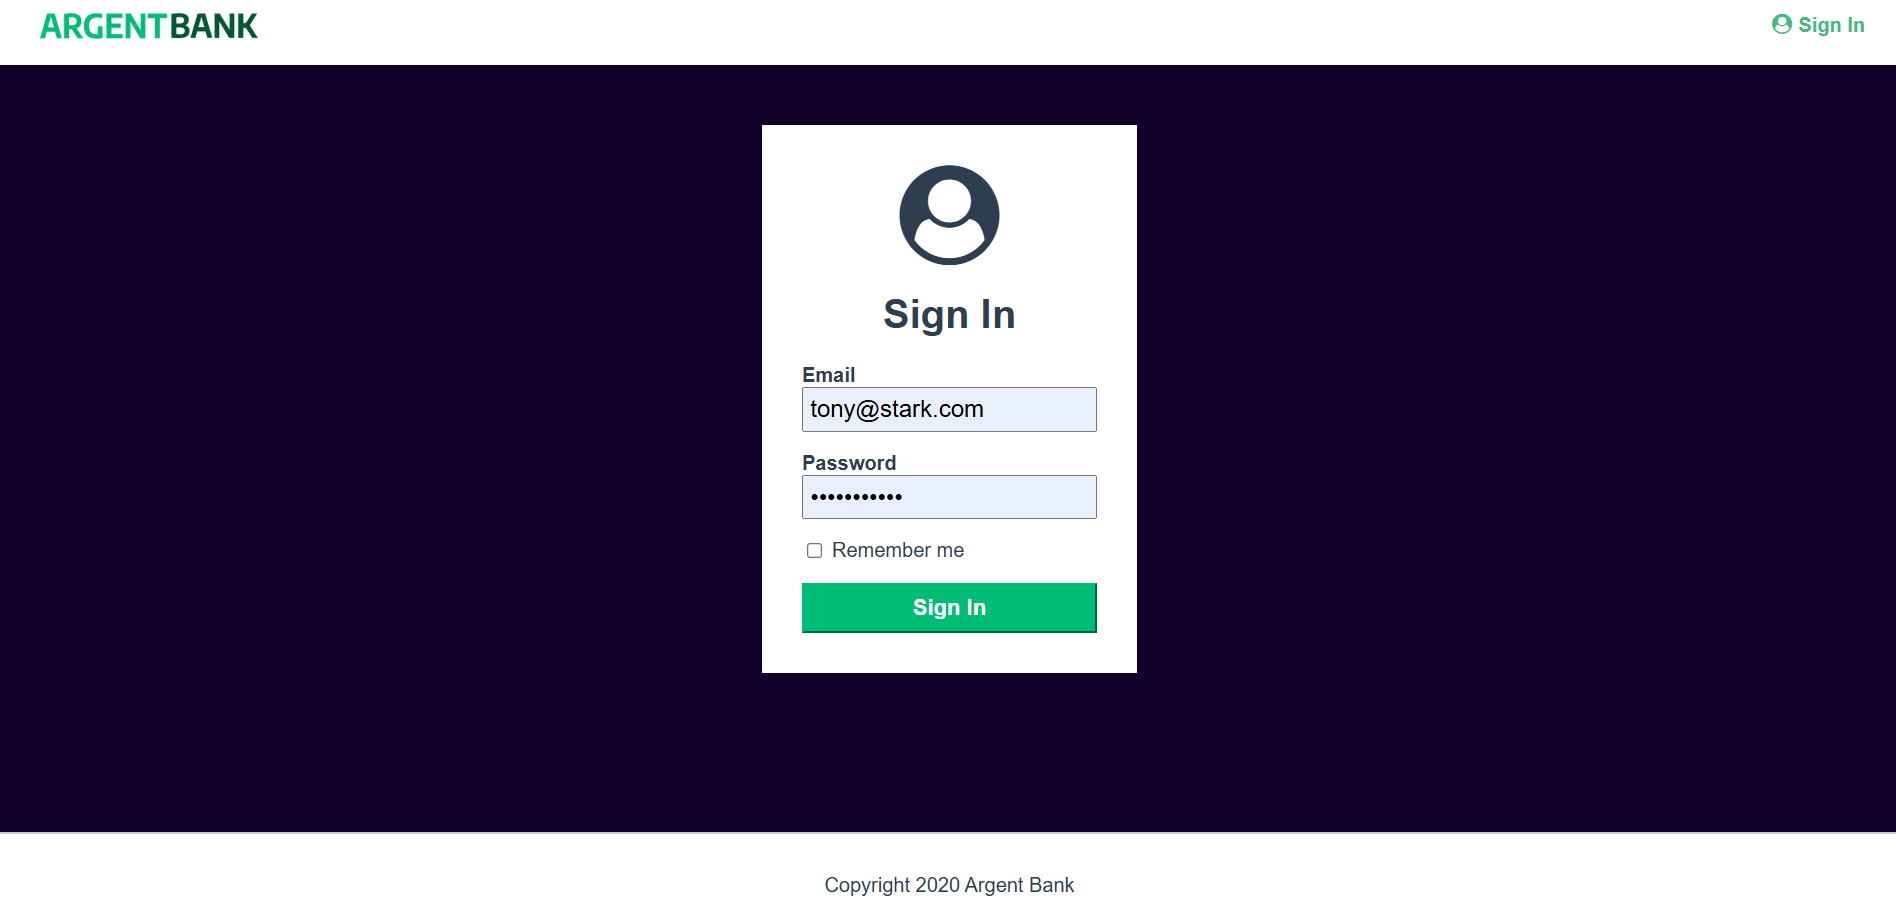 ARGENTBANK
Sign In
Sign In
Email
tony@stark.com
Password
•••••••••••
Remember me
Sign In
Copyright 2020 Argent Bank